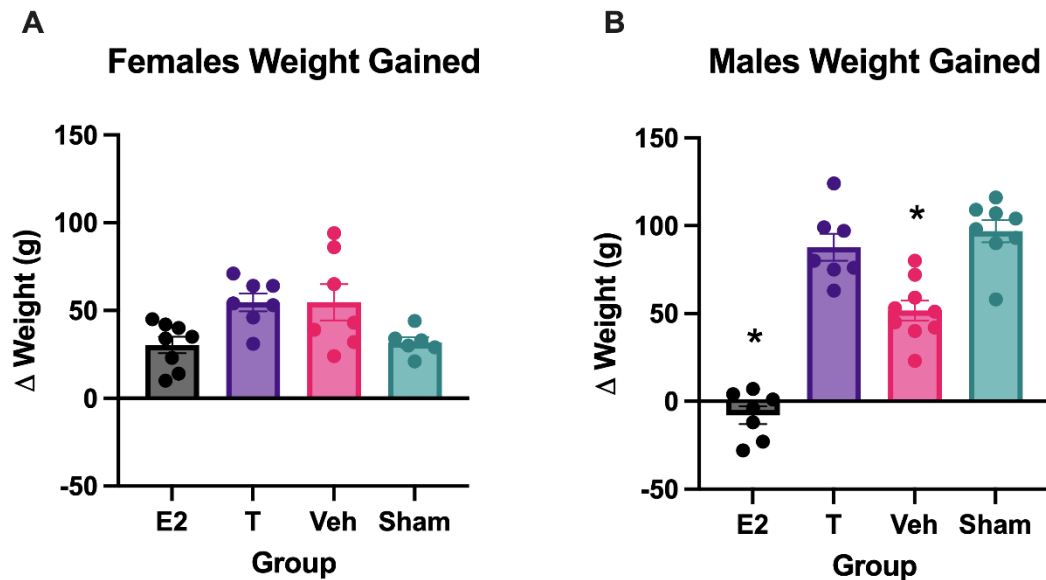 A
Females Weight Gained
Δ Weight (g)
150
100
50
0
-50
E2 T Veh Sham
Group
B
Males Weight Gained
Δ Weight (g)
150
100
50
0
-50
*
*
E2 T Veh Sham
Group